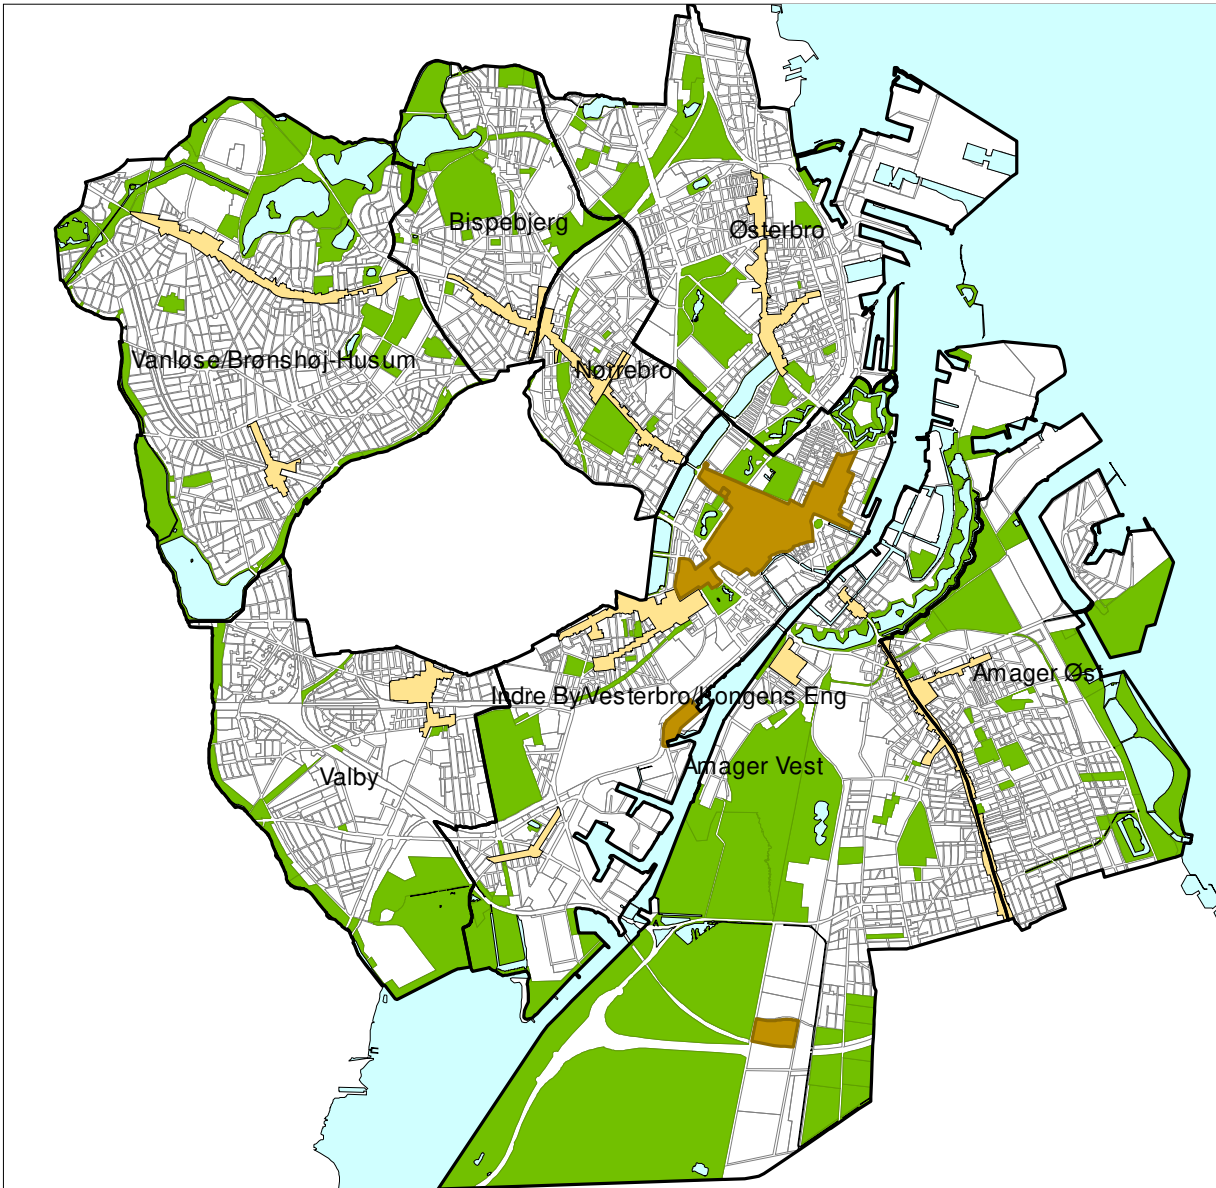 Bispebjerg
Østerbro
Vanløse/Brønshøj-Husum
Nørrebro
Amager Øst
Indre By/Vesterbro/Kongens Eng
Amager Vest
Valby